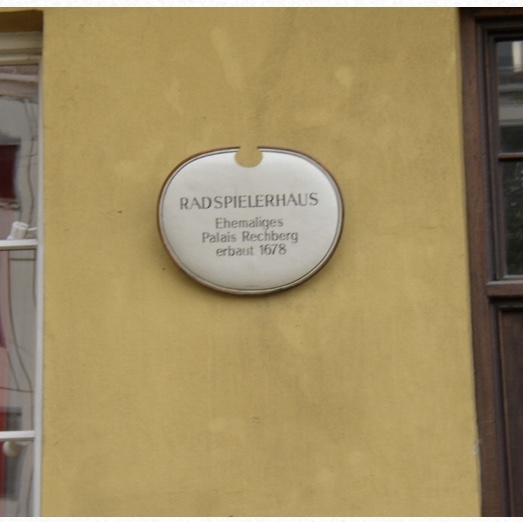 RADSPIELERHAUS
Ehemaliges
Palais Rechberg
erbaut 1678